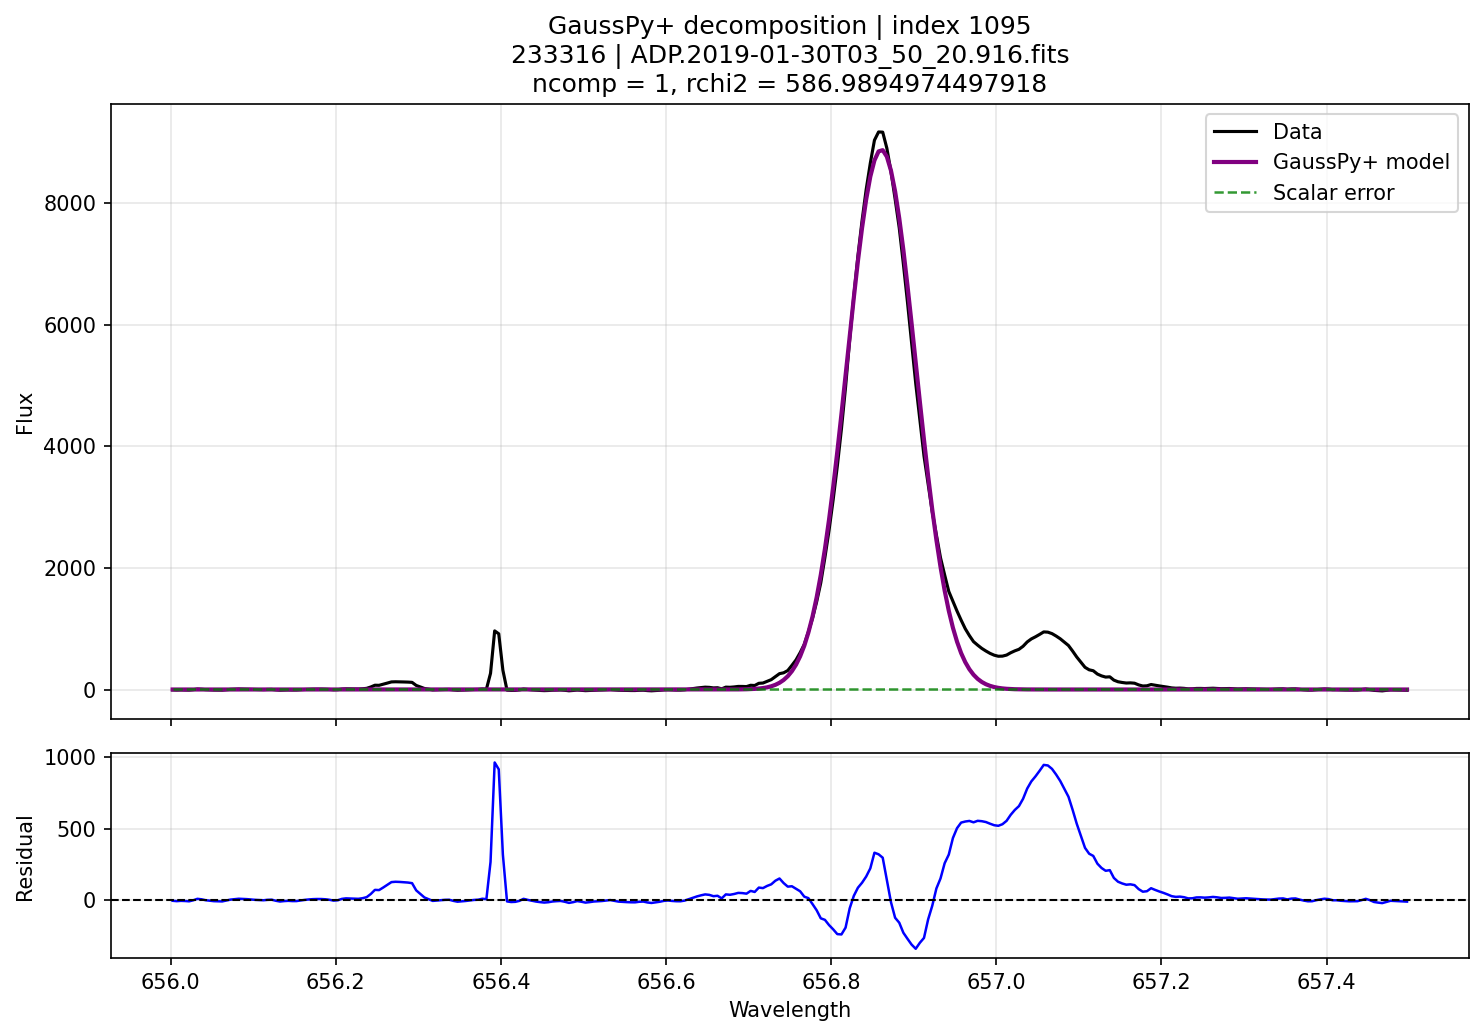 GaussPy+ decomposition | index 1095
233316 | ADP.2019-01-30T03_50_20.916.fits
ncomp = 1, rchi2 = 586.9894974497918
Data
GaussPy+ model
Scalar error
Flux
8000
6000
4000
2000
0
Residual
1000
500
0
656.0 656.2 656.4 656.6 656.8 657.0 657.2 657.4
Wavelength